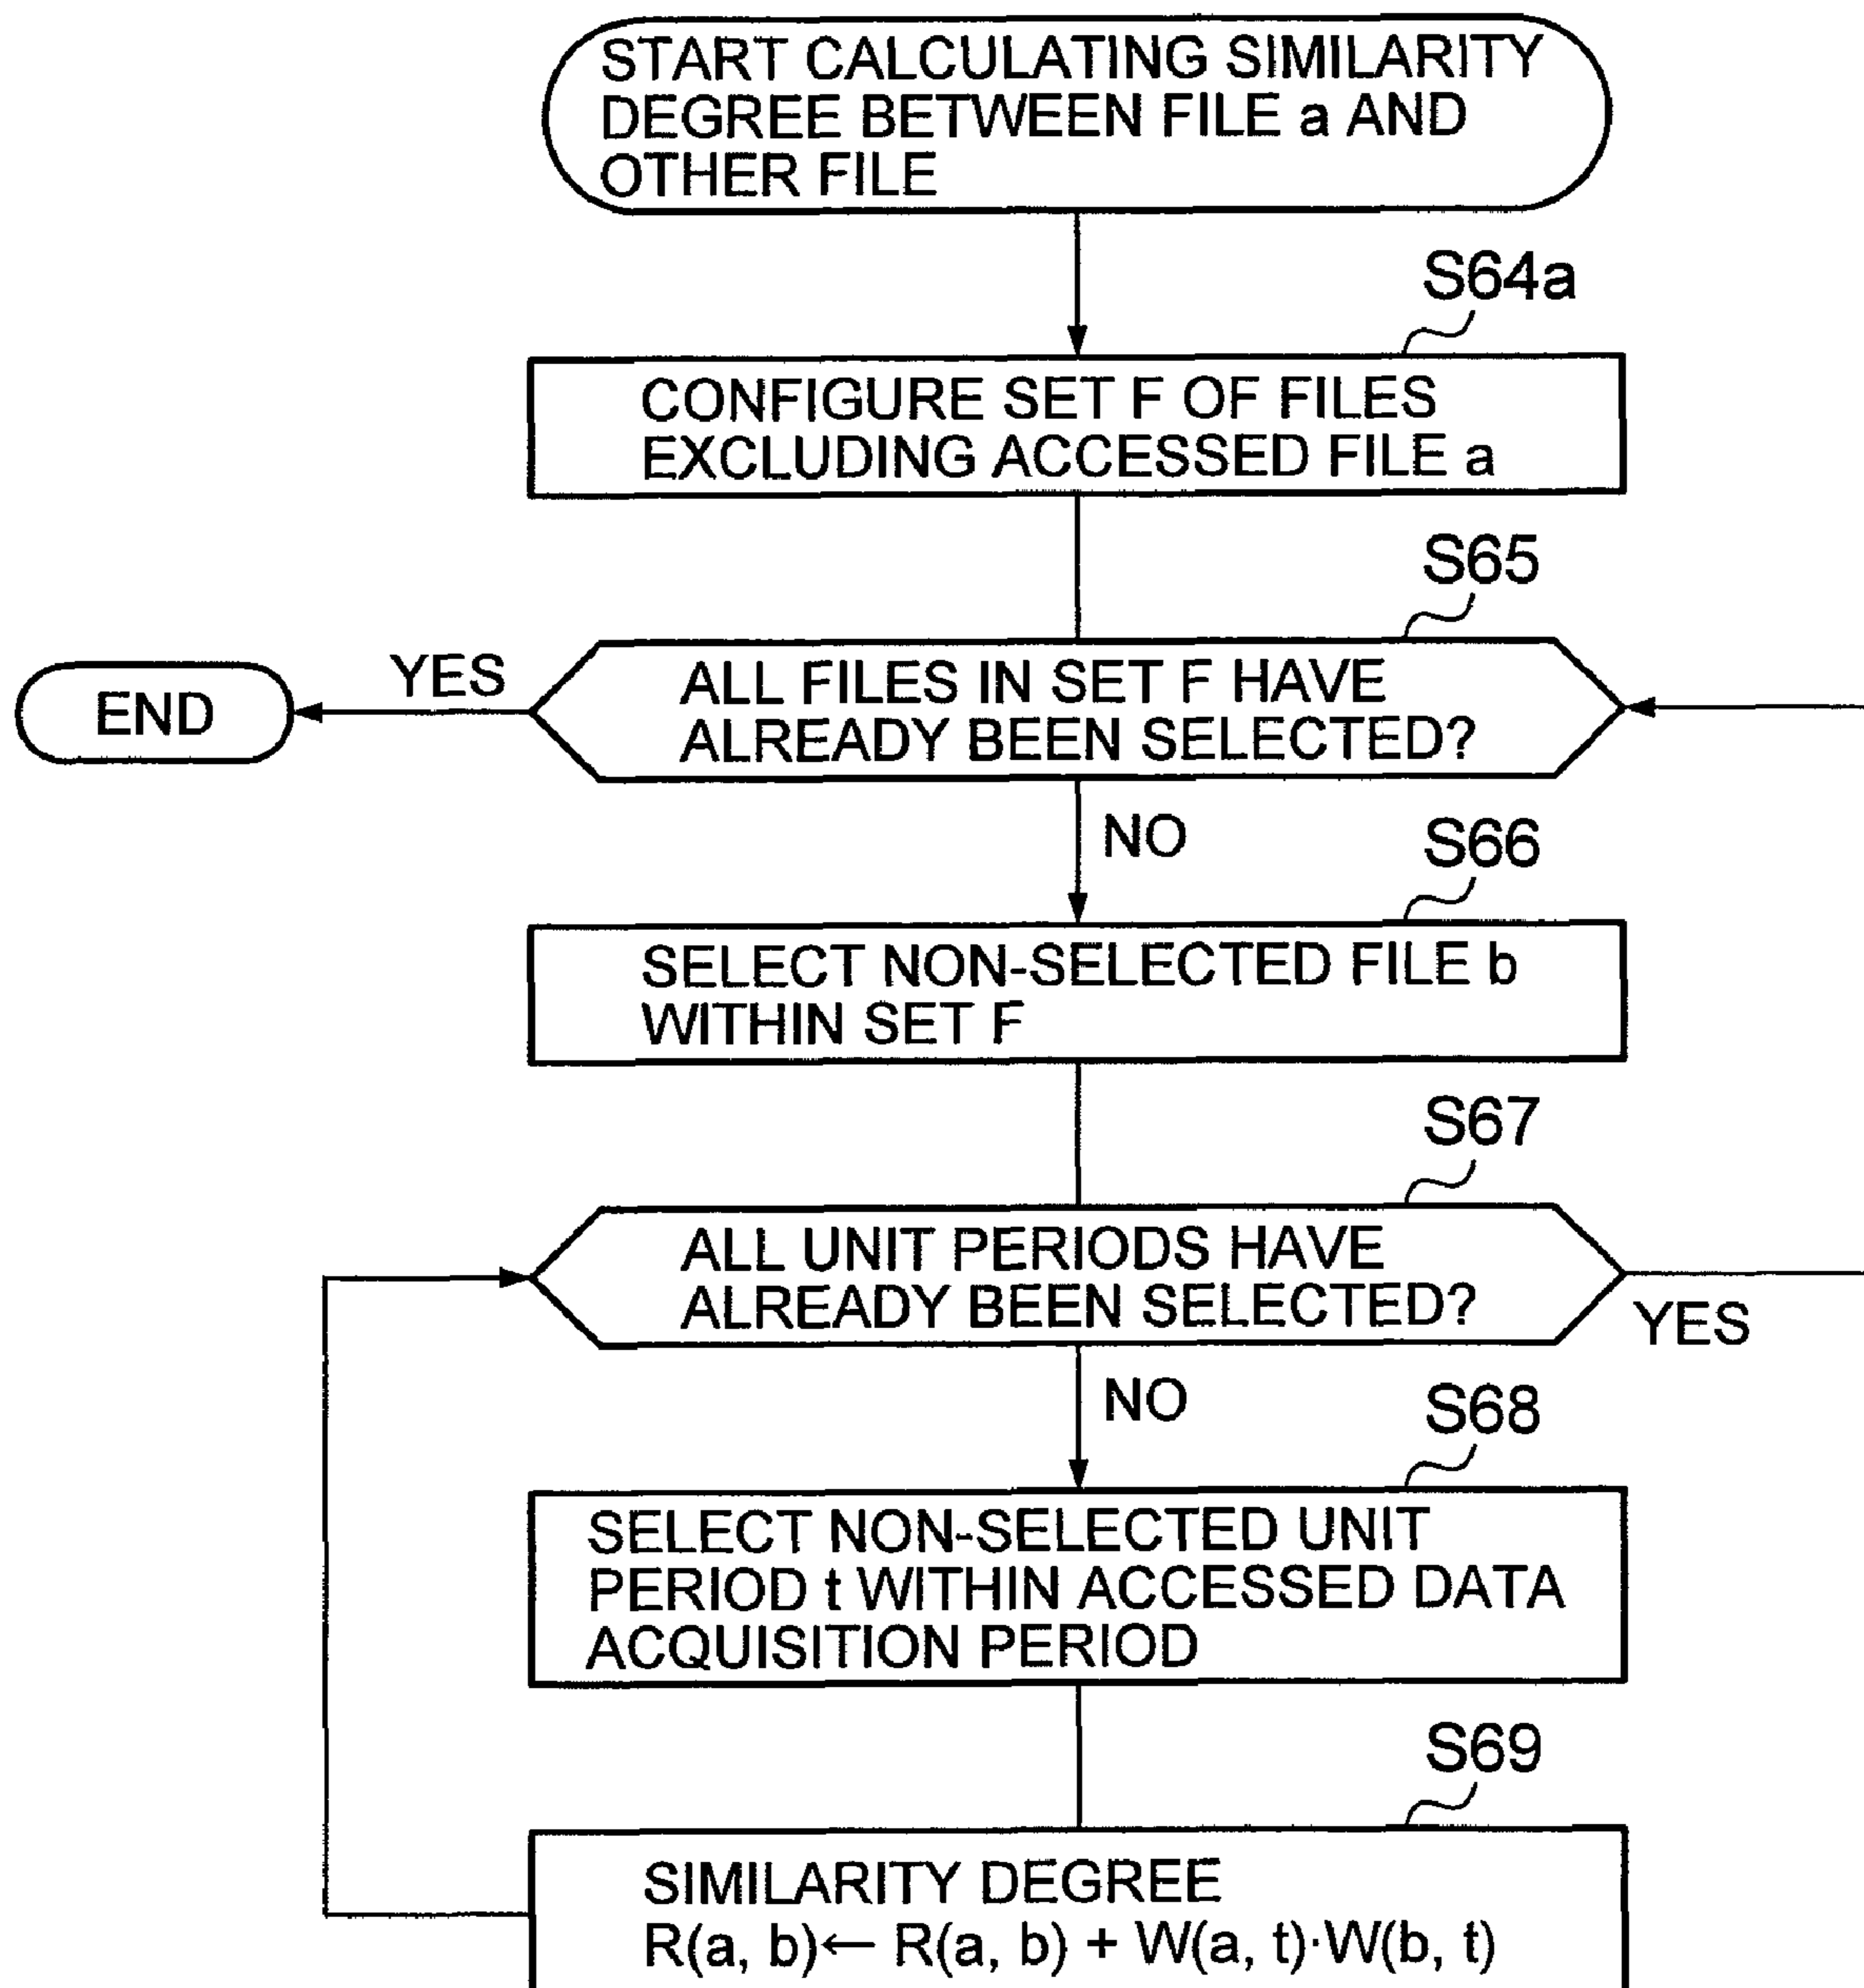 START CALCULATING SIMILARITY
DEGREE BETWEEN FILE a AND
OTHER FILE
S64a
CONFIGURE SET F OF FILES
EXCLUDING ACCESSED FILE a
S65
ALL FILES IN SET F HAVE
ALREADY BEEN SELECTED?
YES
END
NO
S66
SELECT NON-SELECTED FILE b
WITHIN SET F
S67
ALL UNIT PERIODS HAVE
ALREADY BEEN SELECTED?
YES
NO
S68
SELECT NON-SELECTED UNIT
PERIOD t WITHIN ACCESSED DATA
ACQUISITION PERIOD
S69
SIMILARITY DEGREE
R(a, b)← R(a, b) + W(a, t)·W(b, t)